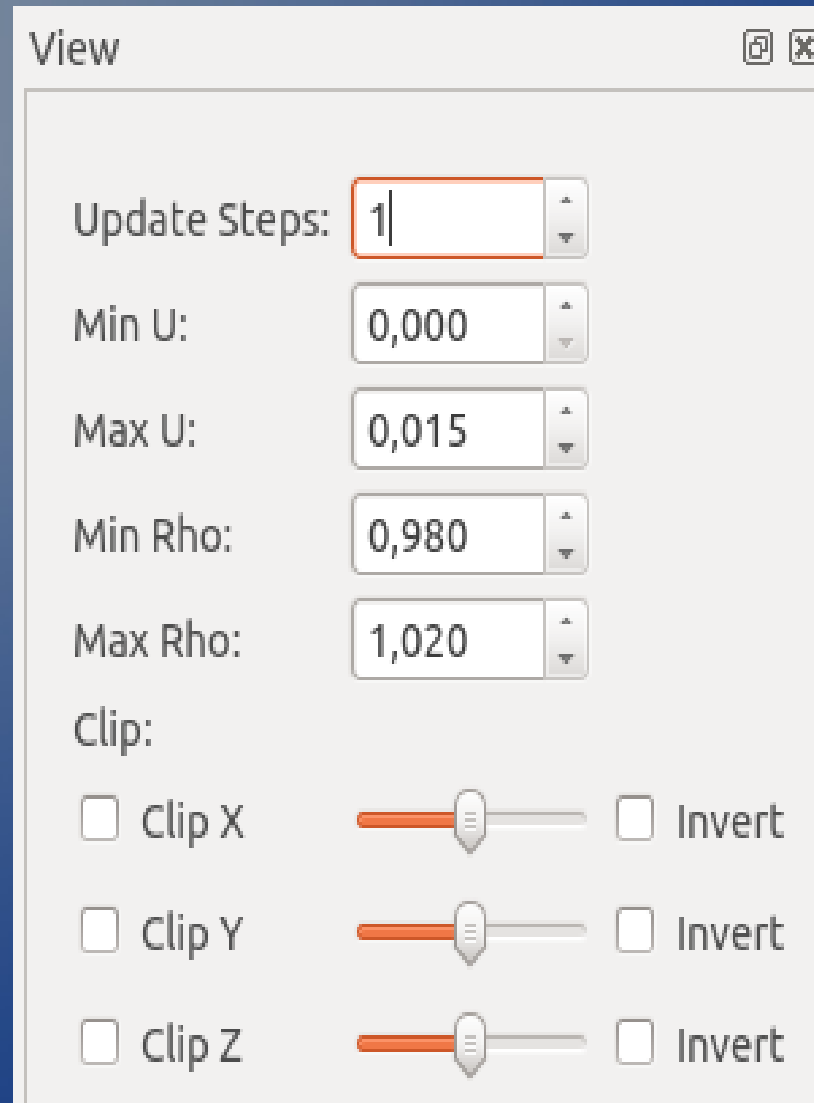 View
Update Steps: 1
Min U: 0,000
Max U: 0,015
Min Rho: 0,980
Max Rho: 1,020
Clip:
Clip X Invert
Clip Y Invert
Clip Z Invert